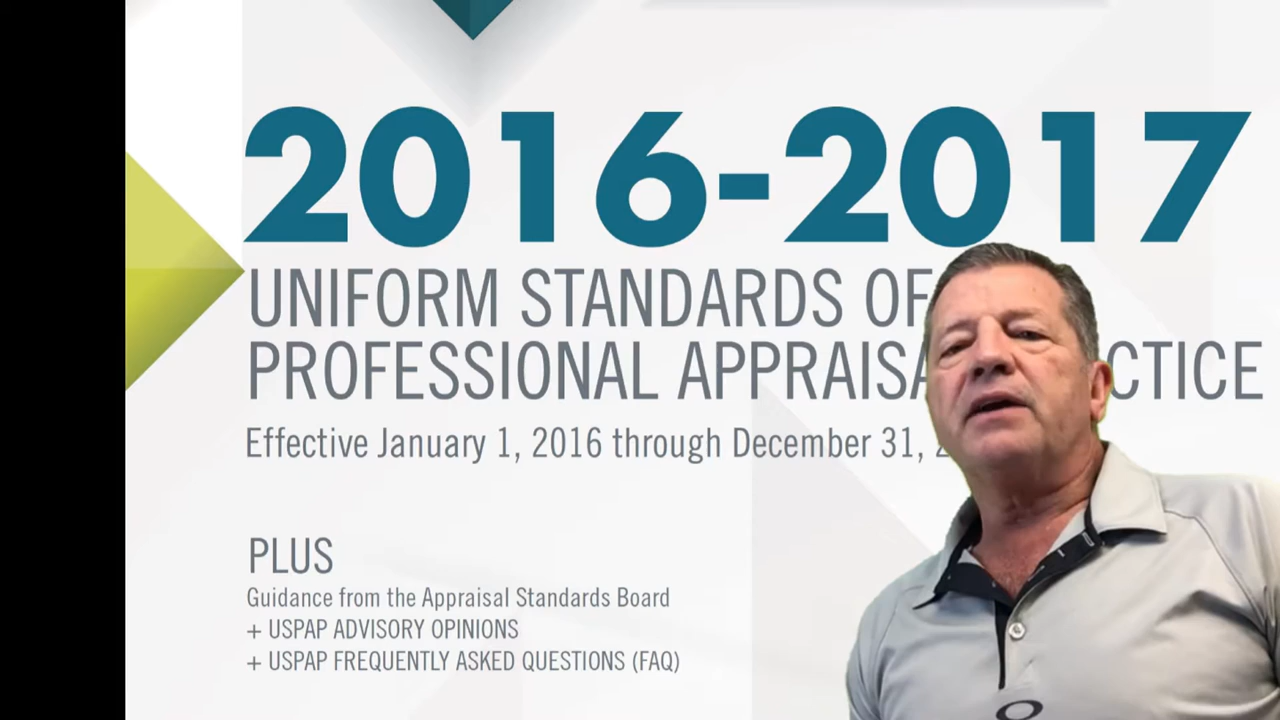 2016-2017
UNIFORM STANDARDS OF
PROFESSIONAL APPRAISA CTICE
Effective January 1, 2016 through December 31, 2
PLUS
Guidance from the Appraisal Standards Board
+ USPAP ADVISORY OPINIONS
+ USPAP FREQUENTLY ASKED QUESTIONS (FAQ)